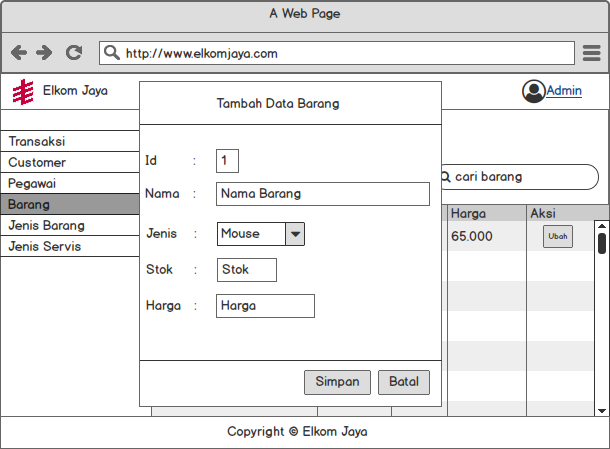 A Web Page
http://www.elkomjaya.com
Elkom Jaya
Admin
Tambah Data Barang
Transaksi
Customer
Pegawai
Barang
Jenis Barang
Jenis Servis
Id : 1
Nama : Nama Barang
Jenis : Mouse
Stok : Stok
Harga : Harga
Simpan Batal
cari barang
Harga Aksi
65.000 Ubah
Copyright © Elkom Jaya